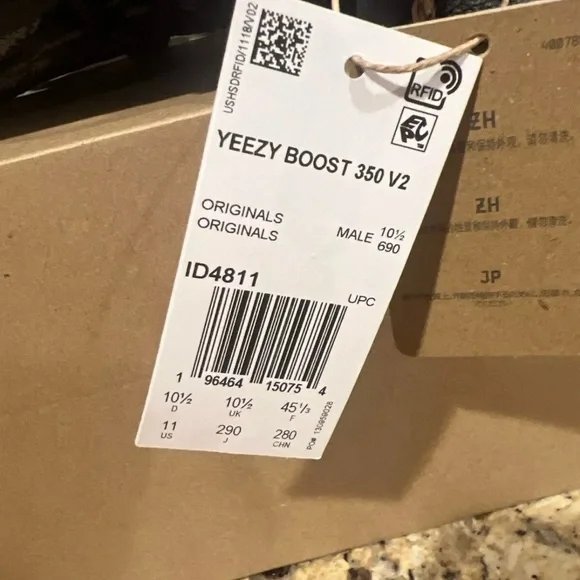 USHSDRFID/1118/V02
RFID
EPC
YEEZY BOOST 350 V2
ORIGINALS
ORIGINALS
MALE 10½
690
ID4811
UPC
1 96464 15075 4
10½ 10½ 45⅓
D UK F
11 290 280
US J CHN
ZH
ZH
JP